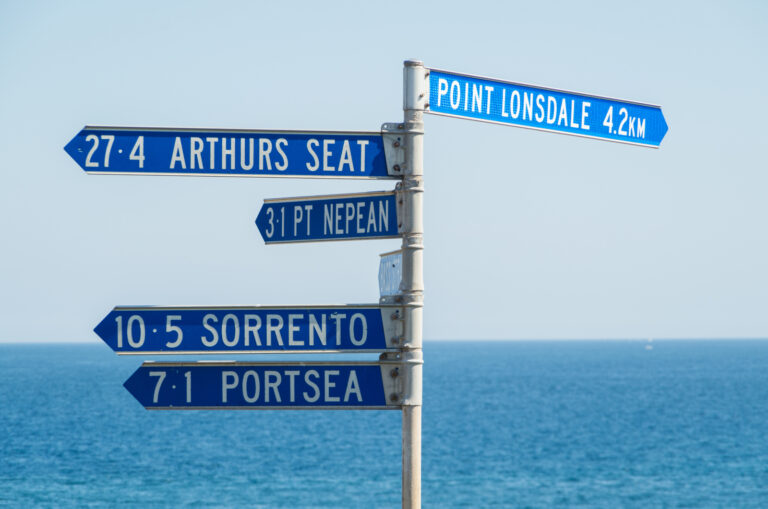 POINT LONSDALE 4.2KM
27·4 ARTHURS SEAT
3·1 PT NEPEAN
10·5 SORRENTO
7·1 PORTSEA